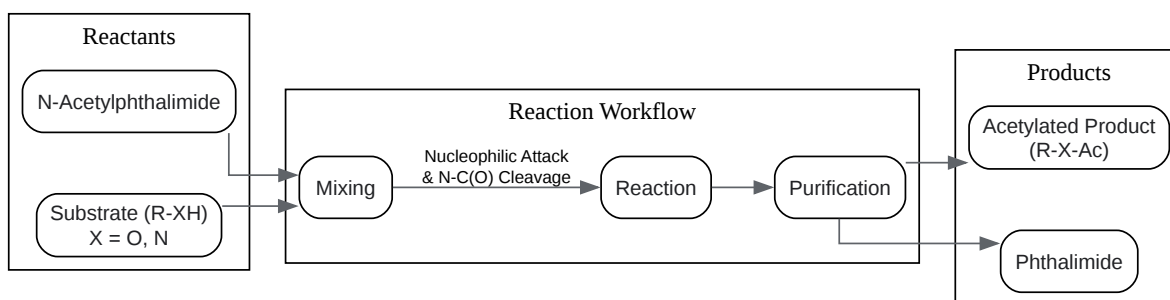 Reactants
N-Acetylphthalimide
Substrate (R-XH)
X = O, N
Reaction Workflow
Mixing
Nucleophilic Attack
& N-C(O) Cleavage
Reaction
Purification
Products
Acetylated Product
(R-X-Ac)
Phthalimide